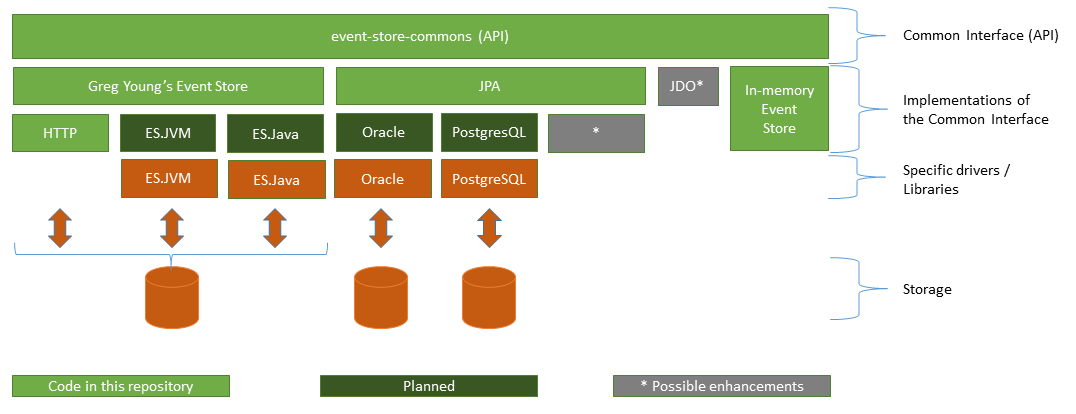 event-store-commons (API)
Common Interface (API)
Greg Young's Event Store
JPA
JDO*
In-memory
Event
Store
HTTP
ES.JVM
ES.Java
Oracle
PostgresQL
*
Implementations of
the Common Interface
ES.JVM
ES.Java
Oracle
PostgreSQL
Specific drivers /
Libraries
Storage
Code in this repository
Planned
* Possible enhancements